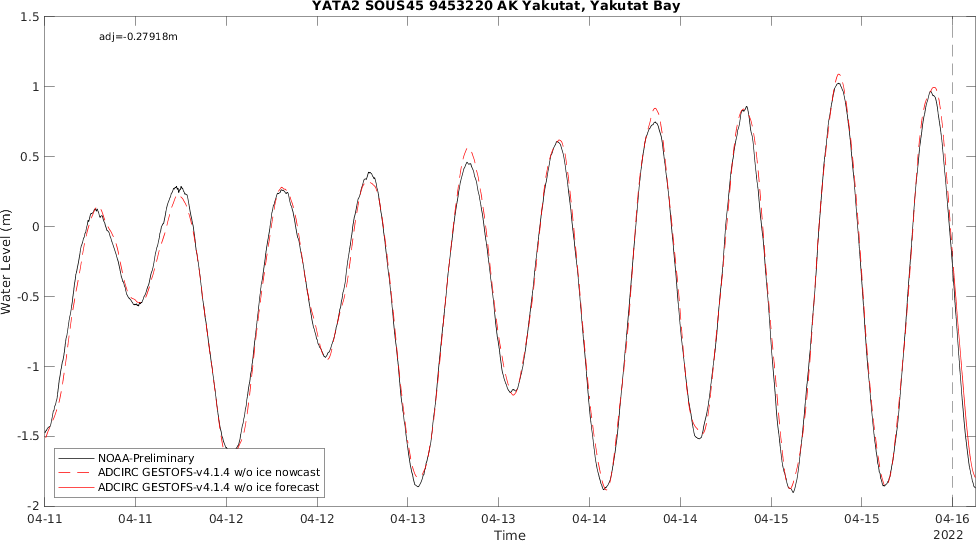 YATA2 SOUS45 9453220 AK Yakutat, Yakutat Bay
adj=-0.27918m
1.5
1
0.5
0
-0.5
-1
-1.5
-2
Water Level (m)
NOAA-Preliminary
ADCIRC GESTOFS-v4.1.4 w/o ice nowcast
ADCIRC GESTOFS-v4.1.4 w/o ice forecast
04-11 04-11 04-12 04-12 04-13 04-13 04-14 04-14 04-15 04-15 04-16
Time
2022